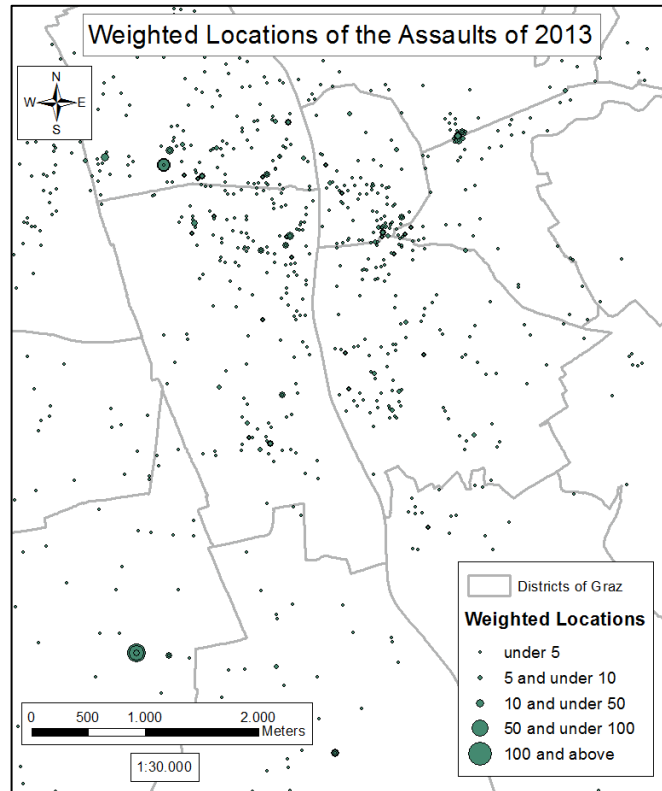 Weighted Locations of the Assaults of 2013
N
W E
S
Districts of Graz
Weighted Locations
under 5
5 and under 10
10 and under 50
50 and under 100
100 and above
0 500 1.000 2.000
Meters
1:30.000